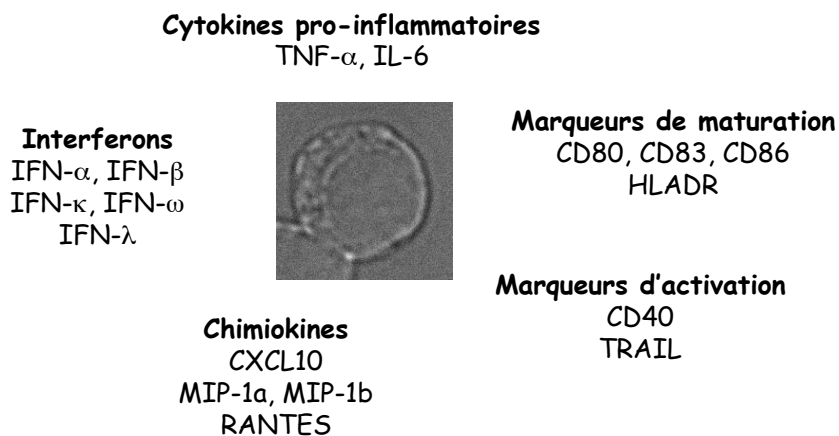 Cytokines pro-inflammatoires
TNF-α, IL-6
Interferons
IFN-α, IFN-β
IFN-κ, IFN-ω
IFN-λ
Marqueurs de maturation
CD80, CD83, CD86
HLADR
Marqueurs d’activation
CD40
TRAIL
Chimiokines
CXCL10
MIP-1a, MIP-1b
RANTES